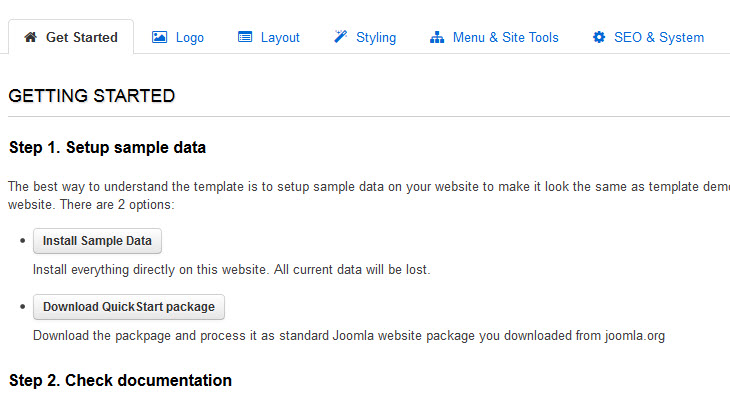 Get Started Logo Layout Styling Menu & Site Tools SEO & System
GETTING STARTED
Step 1. Setup sample data
The best way to understand the template is to setup sample data on your website to make it look the same as template demo
website. There are 2 options:
Install Sample Data
Install everything directly on this website. All current data will be lost.
Download QuickStart package
Download the packpage and process it as standard Joomla website package you downloaded from joomla.org
Step 2. Check documentation